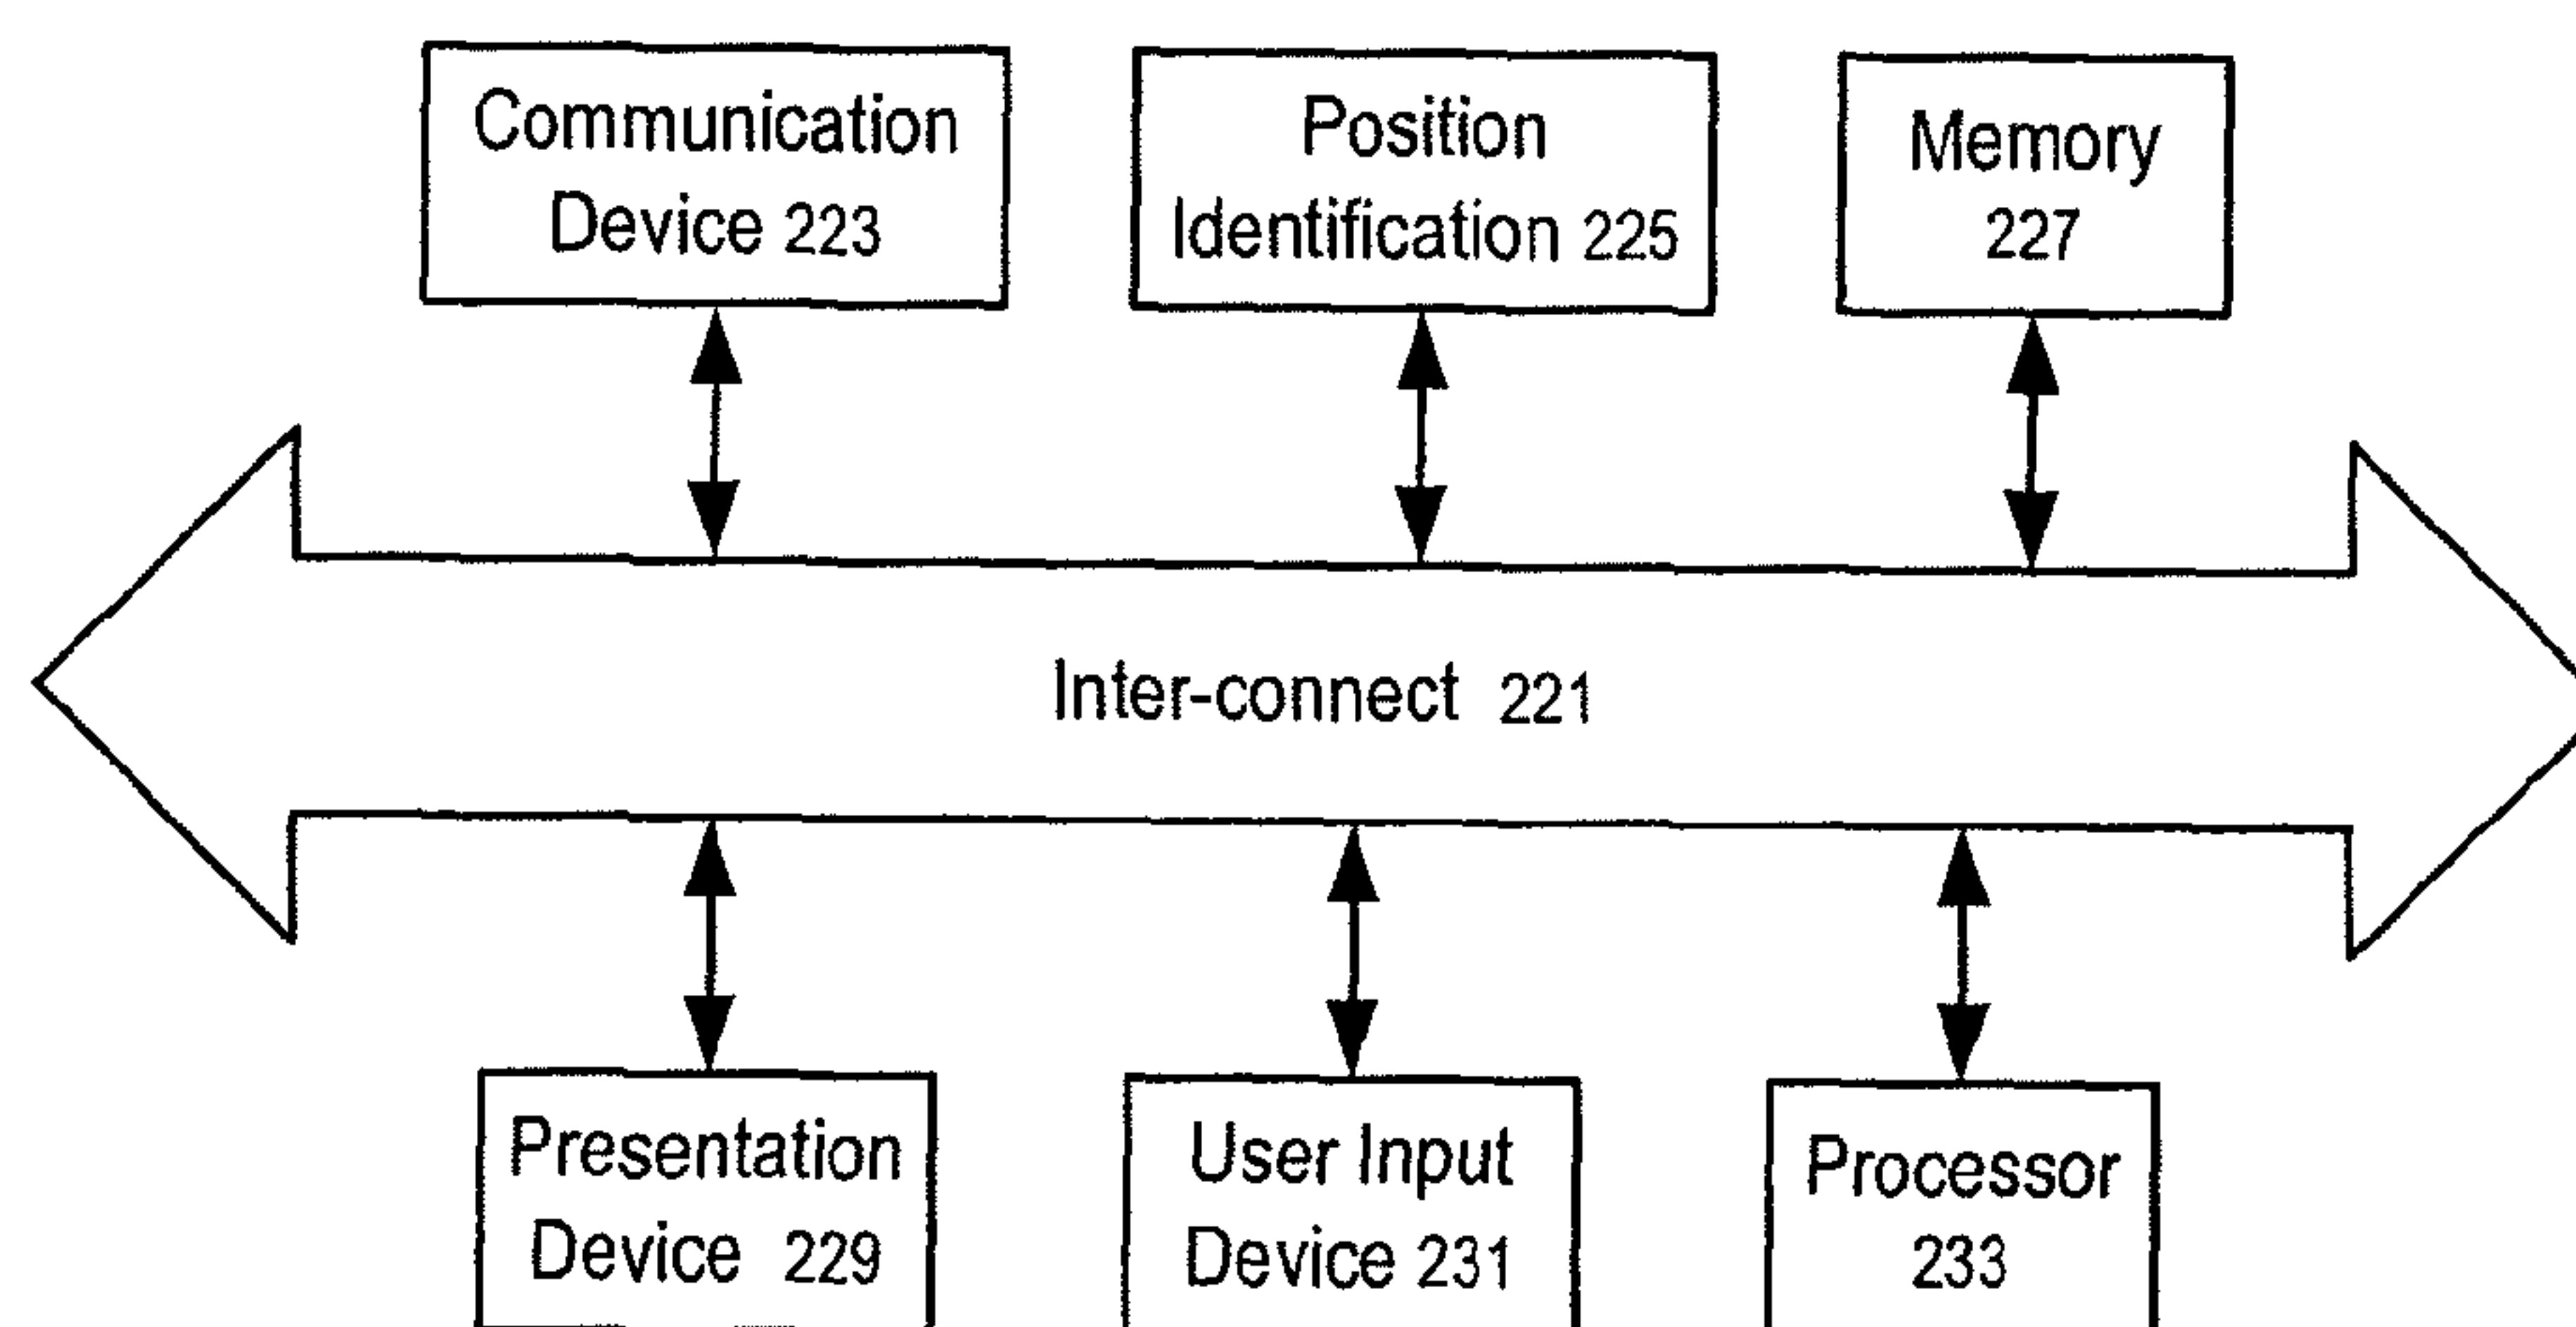 Communication
Device 223
Position
Identification 225
Memory
227
Inter-connect 221
Presentation
Device 229
User Input
Device 231
Processor
233